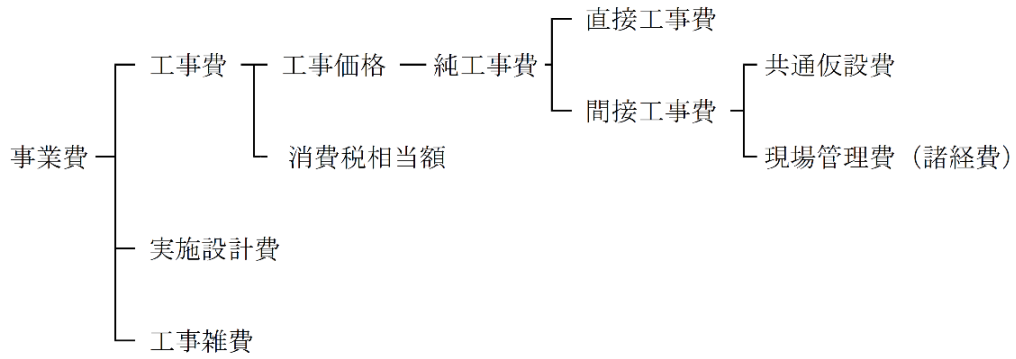 直接工事費
工事費 工事価格 純工事費 共通仮設費
間接工事費
事業費 消費税相当額 現場管理費（諸経費）
実施設計費
工事雑費